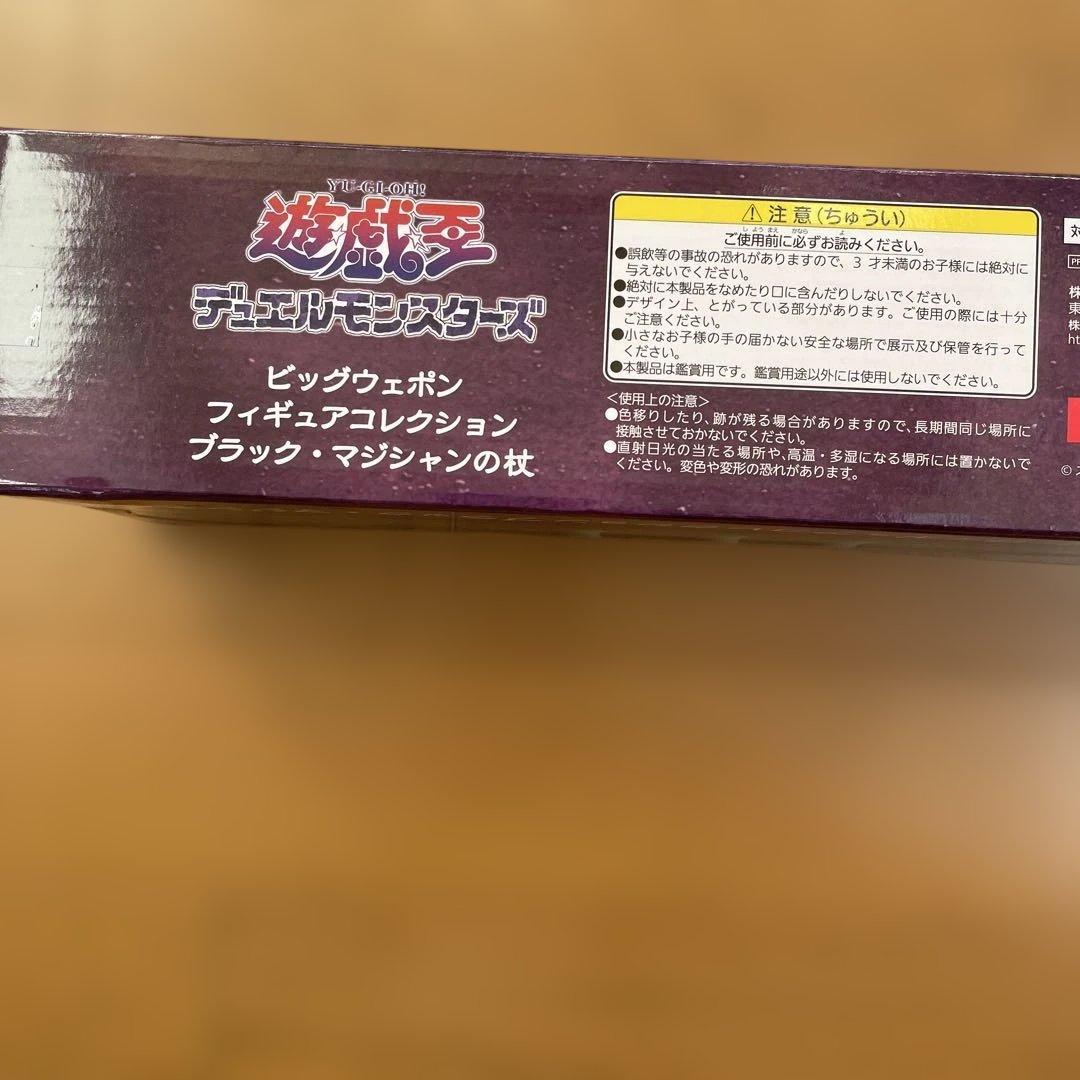 YU-GI-OH!
遊戯王
デュエルモンスターズ
ビッグウェポン
フィギュアコレクション
ブラック・マジシャンの杖
⚠ 注意(ちゅうい)
ご使用前に必ずお読みください。
●誤飲等の事故の恐れがありますので、3才未満のお子様には絶対に
与えないでください。
●絶対に本製品をなめたり口に含んだりしないでください。
●デザイン上、とがっている部分があります。ご使用の際には十分
ご注意ください。
●小さなお子様の手の届かない安全な場所で展示及び保管を行って
ください。
●本製品は鑑賞用です。鑑賞用途以外には使用しないでください。
<使用上の注意>
●色移りしたり、跡が残る場合がありますので、長期間同じ場所に
接触させておかないでください。
●直射日光の当たる場所や、高温・多湿になる場所には置かないで
ください。変色や変形の恐れがあります。
対
株
東
株
ht
©